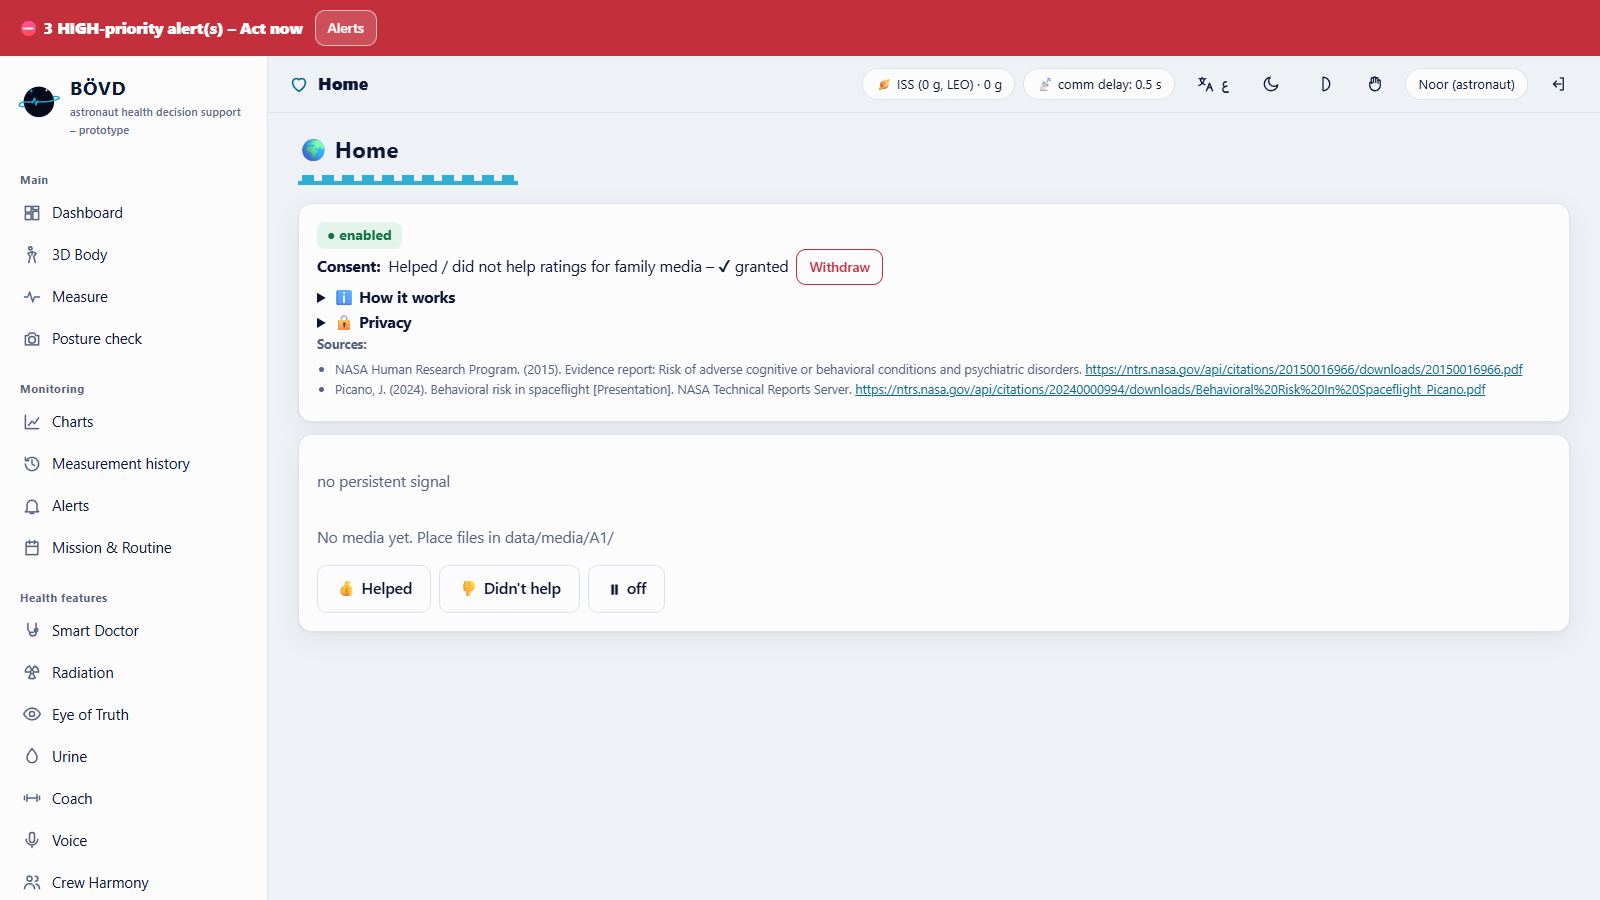 3 HIGH-priority alert(s) – Act now
Alerts
BÖVD
astronaut health decision support
– prototype
Home
ISS (0 g, LEO) · 0 g
comm delay: 0.5 s
ع
Noor (astronaut)
Main
Dashboard
3D Body
Measure
Posture check
Monitoring
Charts
Measurement history
Alerts
Mission & Routine
Health features
Smart Doctor
Radiation
Eye of Truth
Urine
Coach
Voice
Crew Harmony
Home
● enabled
Consent: Helped / did not help ratings for family media – ✓ granted
Withdraw
How it works
Privacy
Sources:
NASA Human Research Program. (2015). Evidence report: Risk of adverse cognitive or behavioral conditions and psychiatric disorders. https://ntrs.nasa.gov/api/citations/20150016966/downloads/20150016966.pdf
Picano, J. (2024). Behavioral risk in spaceflight [Presentation]. NASA Technical Reports Server. https://ntrs.nasa.gov/api/citations/20240000994/downloads/Behavioral%20Risk%20In%20Spaceflight_Picano.pdf
no persistent signal
No media yet. Place files in data/media/A1/
Helped
Didn't help
off